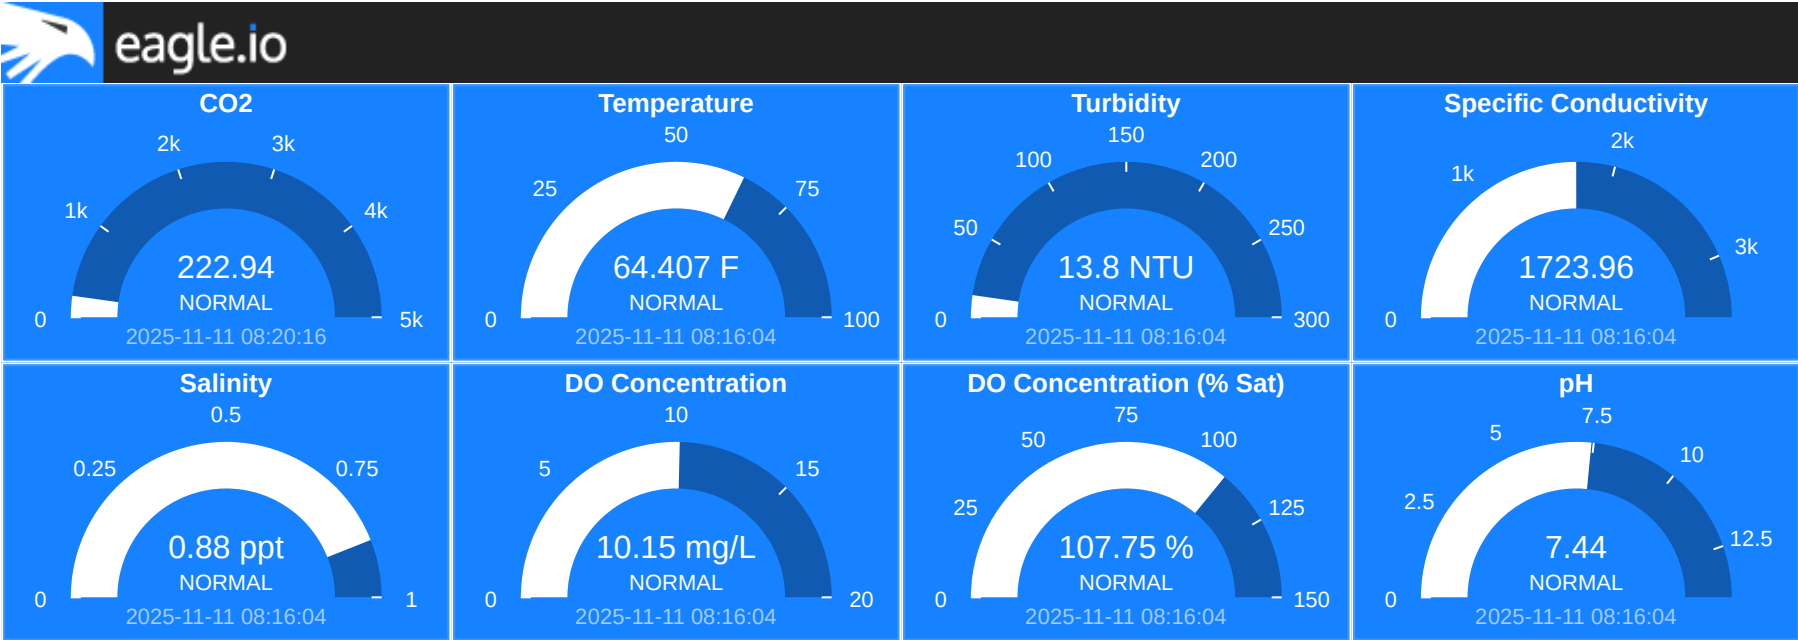 eagle.io
CO2
2k
3k
1k
4k
222.94
NORMAL
0
5k
2025-11-11 08:20:16
Temperature
50
25
75
64.407 F
NORMAL
0
100
2025-11-11 08:16:04
Turbidity
150
100
200
50
250
13.8 NTU
NORMAL
0
300
2025-11-11 08:16:04
Specific Conductivity
2k
1k
3k
1723.96
NORMAL
0
2025-11-11 08:16:04
Salinity
0.5
0.25
0.75
0.88 ppt
NORMAL
0
1
2025-11-11 08:16:04
DO Concentration
10
5
15
10.15 mg/L
NORMAL
0
20
2025-11-11 08:16:04
DO Concentration (% Sat)
75
50
100
25
125
107.75 %
NORMAL
0
150
2025-11-11 08:16:04
pH
7.5
5
10
2.5
12.5
7.44
NORMAL
0
2025-11-11 08:16:04